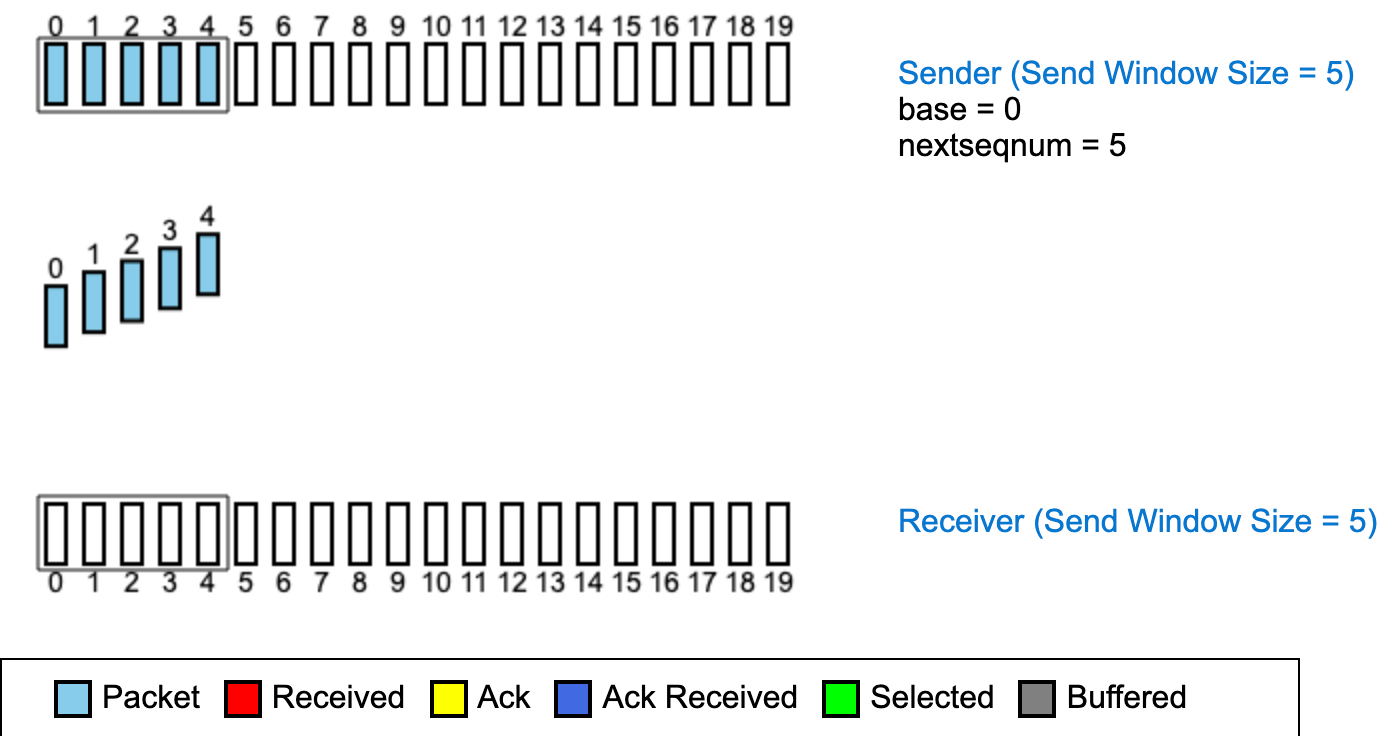 0 1 2 3 4 5 6 7 8 9 10 11 12 13 14 15 16 17 18 19
Sender (Send Window Size = 5)
base = 0
nextseqnum = 5
0 1 2 3 4
Receiver (Send Window Size = 5)
0 1 2 3 4 5 6 7 8 9 10 11 12 13 14 15 16 17 18 19
Packet Received Ack Ack Received Selected Buffered